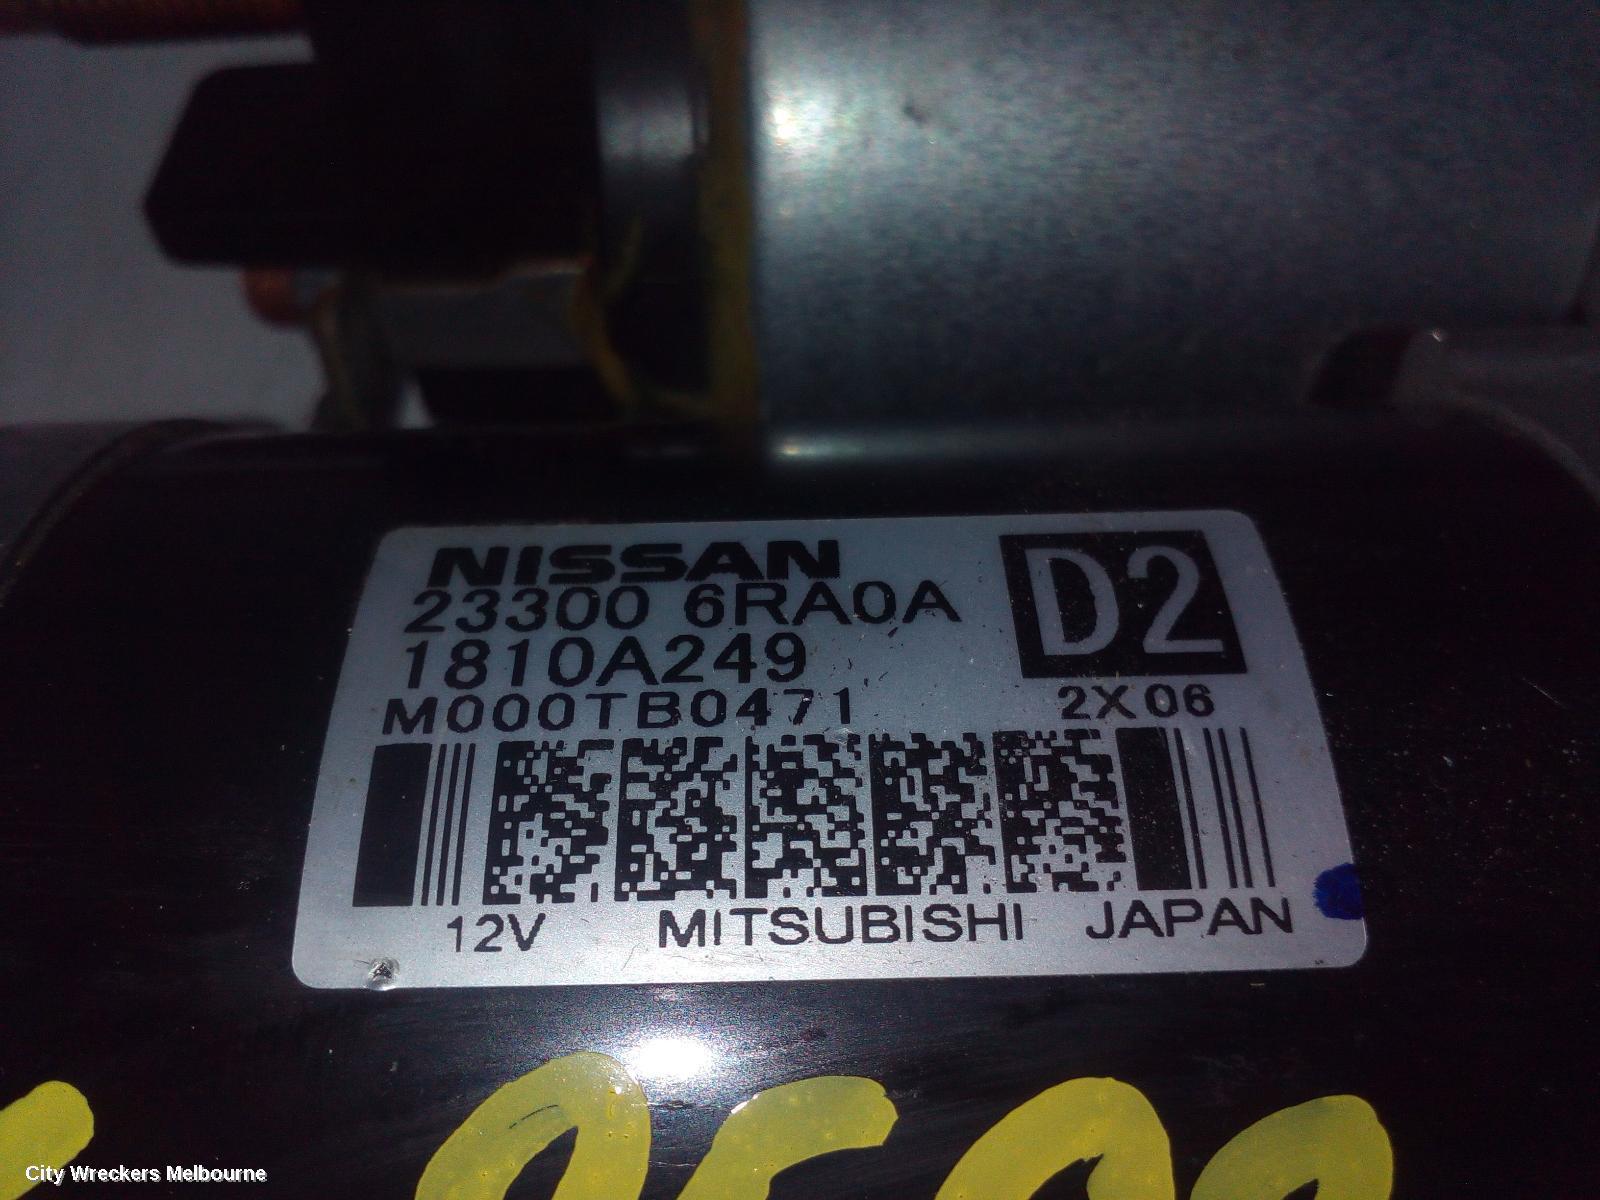 NISSAN
23300 6RA0A
D2
1810A249
M000TB0471
2X06
12V MITSUBISHI JAPAN
City Wreckers Melbourne